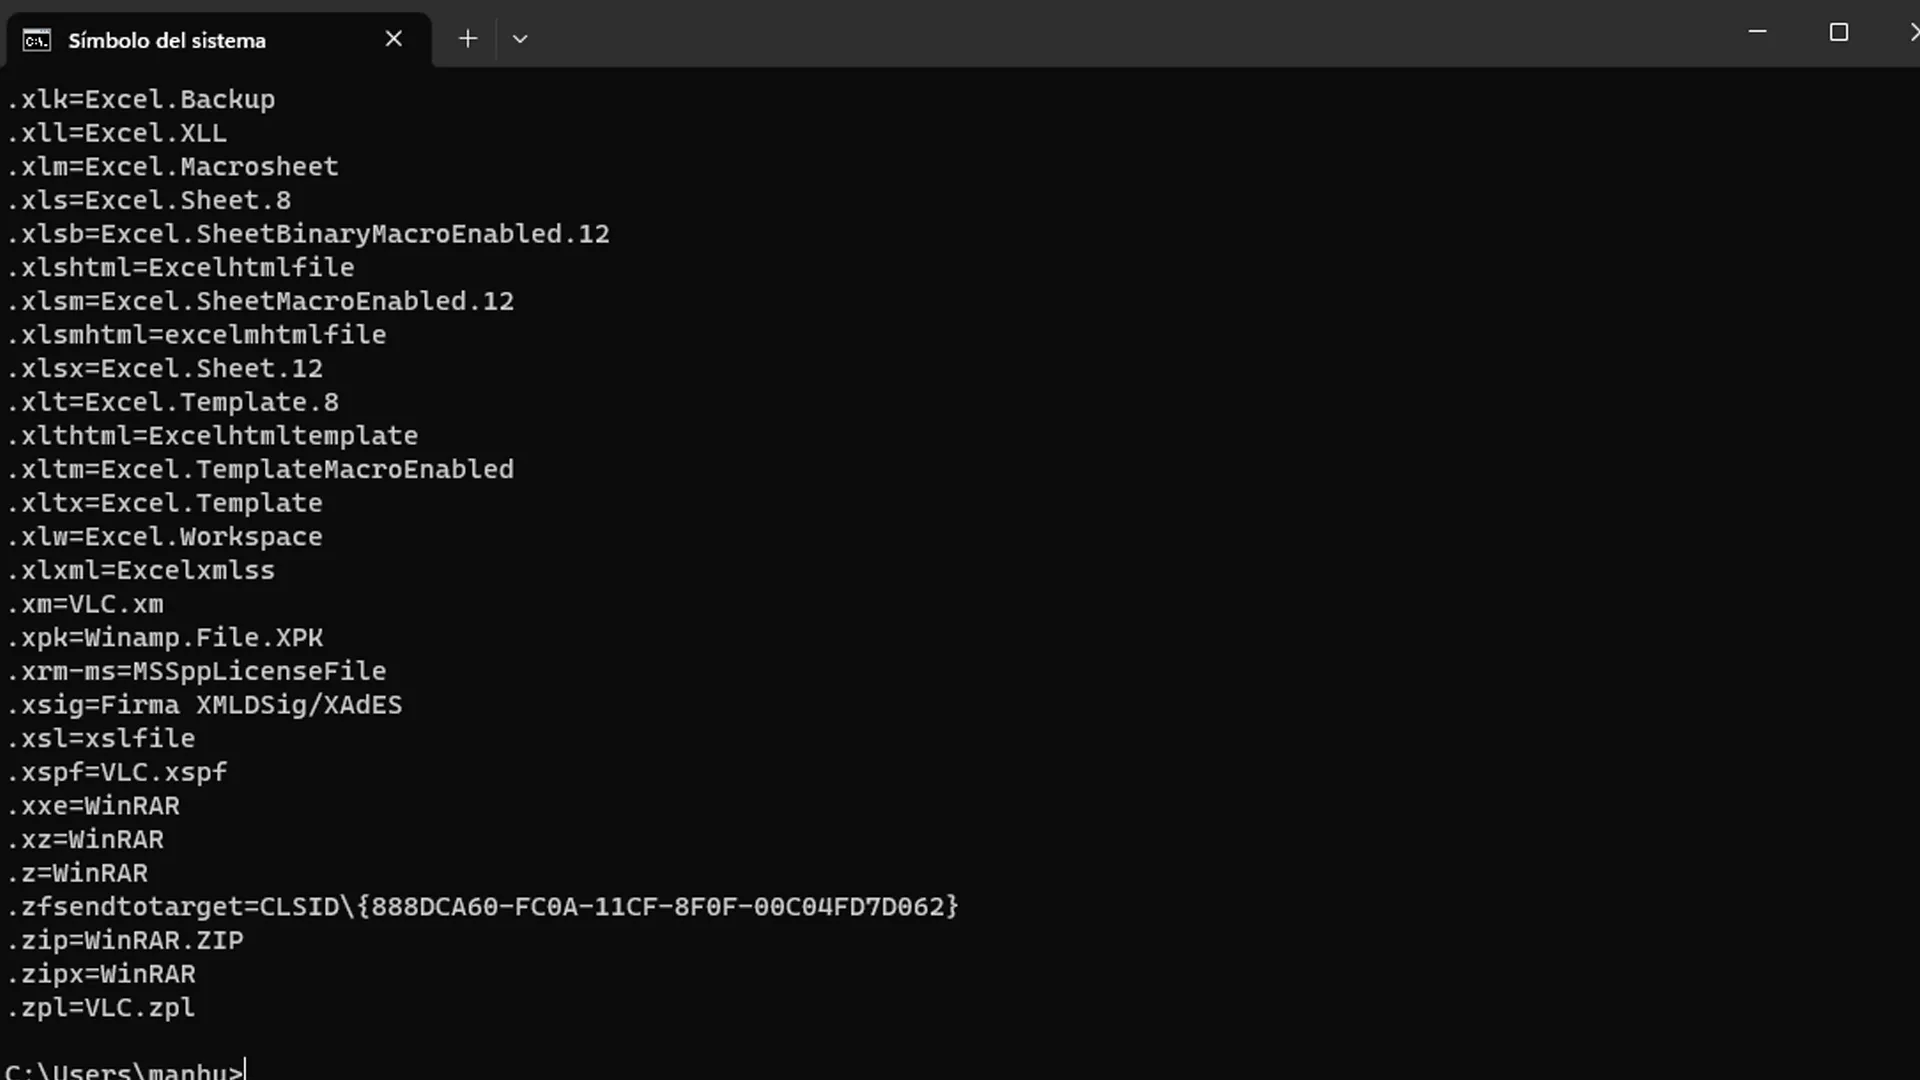 Símbolo del sistema
.xlk=Excel.Backup
.xll=Excel.XLL
.xlm=Excel.Macrosheet
.xls=Excel.Sheet.8
.xlsb=Excel.SheetBinaryMacroEnabled.12
.xlshtml=Excelhtmlfile
.xlsm=Excel.SheetMacroEnabled.12
.xlsmhtml=excelmhtmlfile
.xlsx=Excel.Sheet.12
.xlt=Excel.Template.8
.xlthtml=Excelhtmltemplate
.xltm=Excel.TemplateMacroEnabled
.xltx=Excel.Template
.xlw=Excel.Workspace
.xlxml=Excelxmlss
.xm=VLC.xm
.xpk=Winamp.File.XPK
.xrm-ms=MSSppLicenseFile
.xsig=Firma XMLDSig/XAdES
.xsl=xslfile
.xspf=VLC.xspf
.xxe=WinRAR
.xz=WinRAR
.z=WinRAR
.zfsendtotarget=CLSID\{888DCA60-FC0A-11CF-8F0F-00C04FD7D062}
.zip=WinRAR.ZIP
.zipx=WinRAR
.zpl=VLC.zpl
C:\Users\manhu>